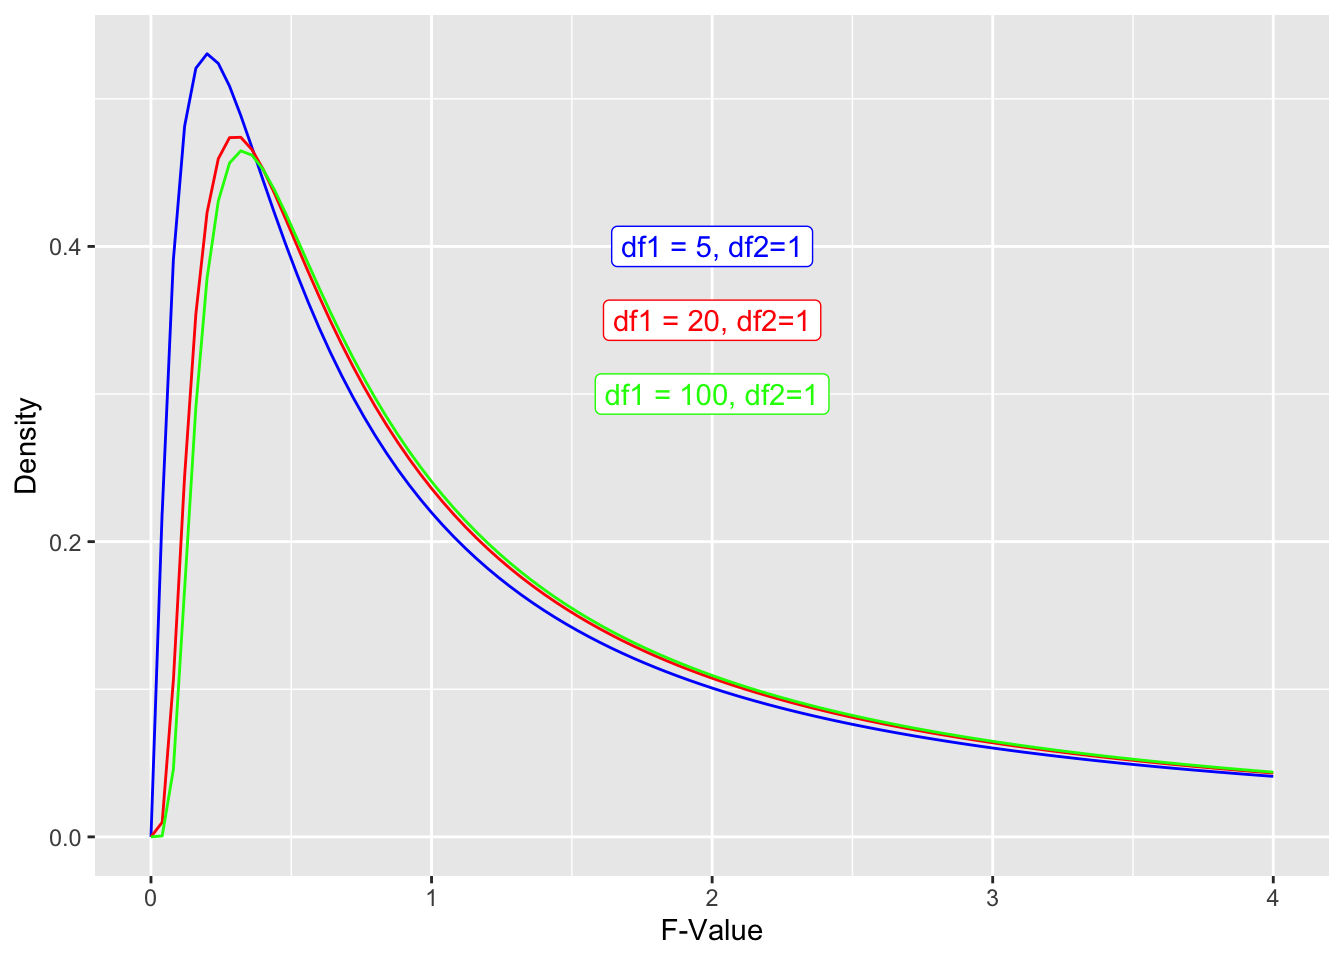 df1 = 5, df2=1
df1 = 20, df2=1
df1 = 100, df2=1
0.4
0.2
0.0
Density
0 1 2 3 4
F-Value